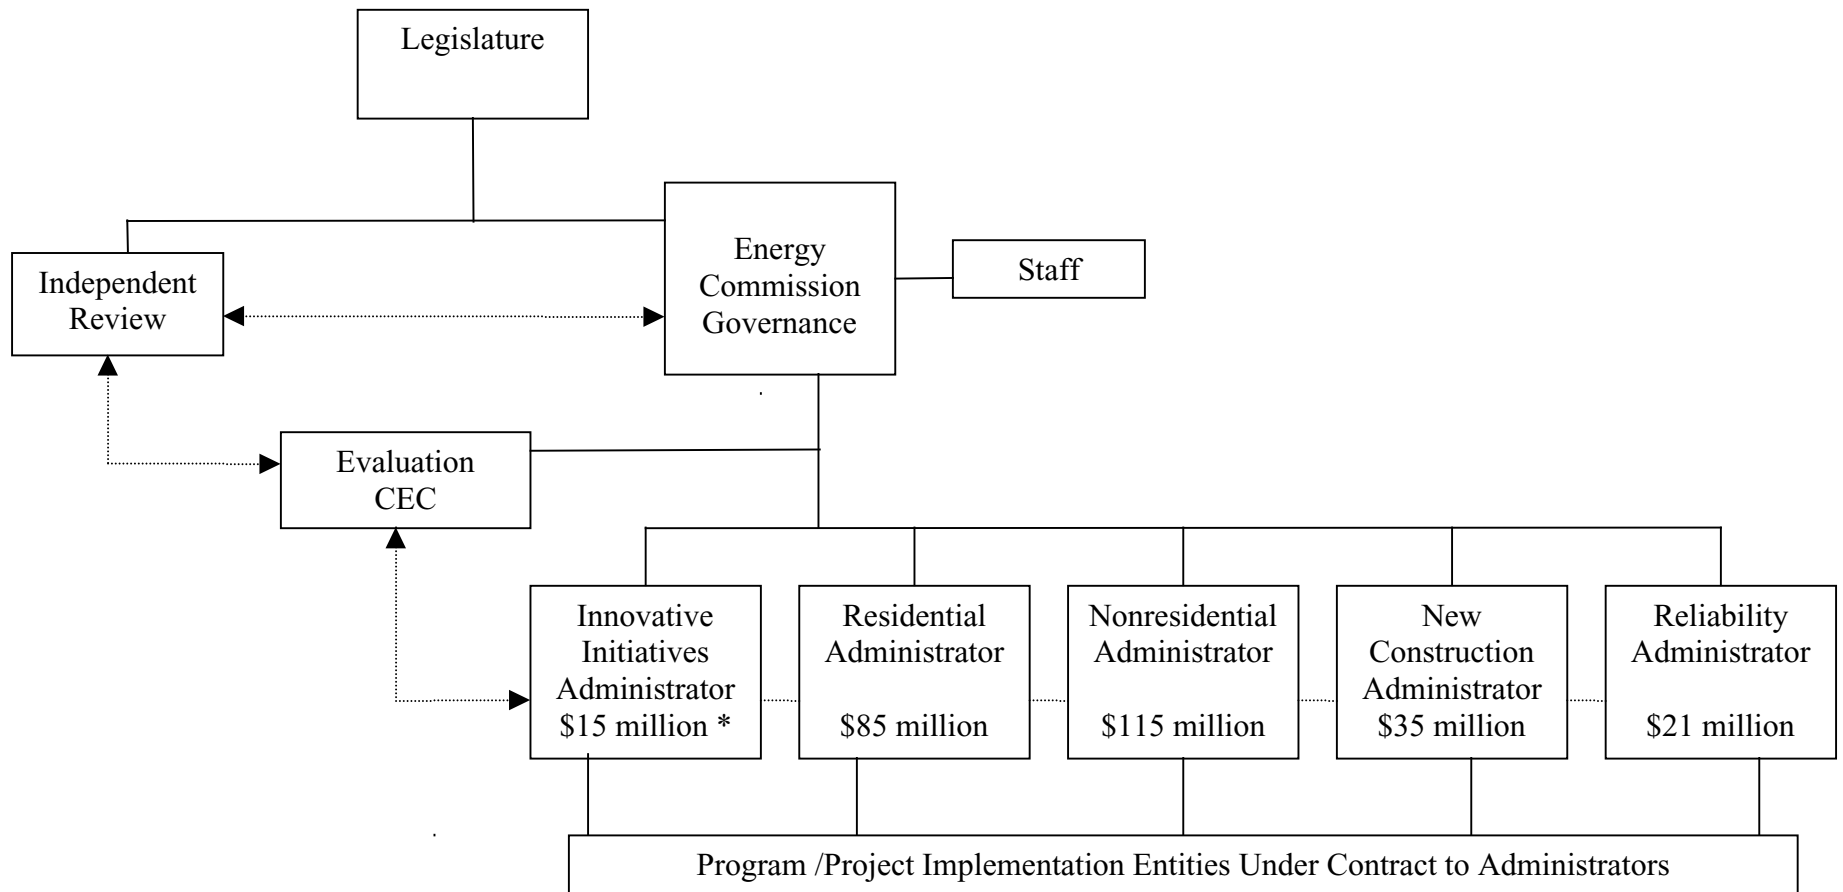 Legislature
Energy
Commission
Governance
Staff
Independent
Review
Evaluation
CEC
Innovative
Initiatives
Administrator
$15 million *
Residential
Administrator
$85 million
Nonresidential
Administrator
$115 million
New
Construction
Administrator
$35 million
Reliability
Administrator
$21 million
Program /Project Implementation Entities Under Contract to Administrators